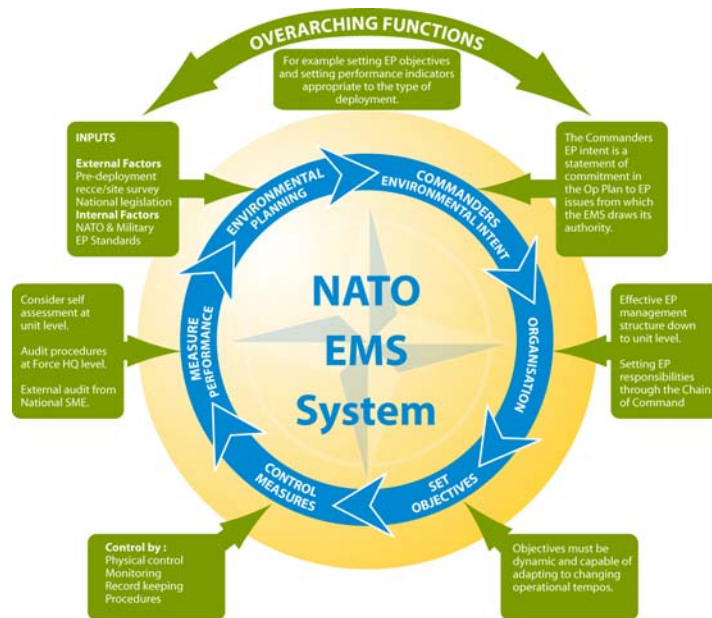 OVERARCHING FUNCTIONS
For example setting EP objectives
and setting performance indicators
appropriate to the type of
deployment.
INPUTS
External Factors
Pre-deployment
recce/site survey
National legislation
Internal Factors
NATO & Military
EP Standards
ENVIRONMENTAL
PLANNING
COMMANDERS
ENVIRONMENTAL INTENT
The Commanders
EP intent is a
statement of
commitment in
the Op Plan to EP
issues from which
the EMS draws its
authority.
Consider self
assessment at
unit level.
Audit procedures
at Force HQ level.
External audit from
National SME.
MEASURE
PERFORMANCE
NATO
EMS
System
ORGANISATION
Effective EP
management
structure down
to unit level.
Setting EP
responsibilities
through the Chain
of Command
CONTROL
MEASURES
SET
OBJECTIVES
Control by :
Physical control
Monitoring
Record keeping
Procedures
Objectives must be
dynamic and capable of
adapting to changing
operational tempos.